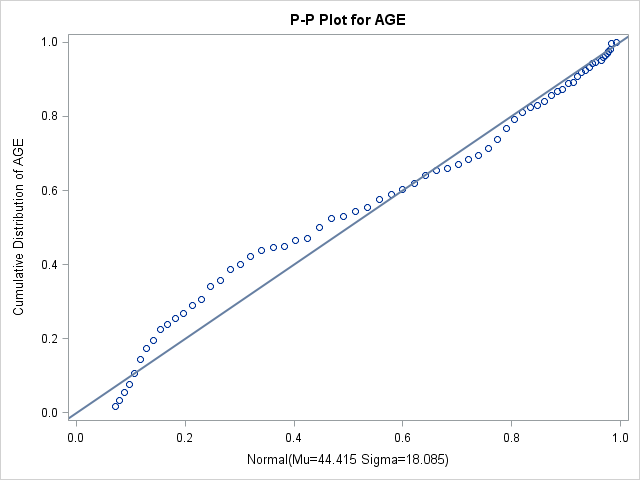 P-P Plot for AGE
1.0
0.8
0.6
0.4
0.2
0.0
Cumulative Distribution of AGE
0.0 0.2 0.4 0.6 0.8 1.0
Normal(Mu=44.415 Sigma=18.085)